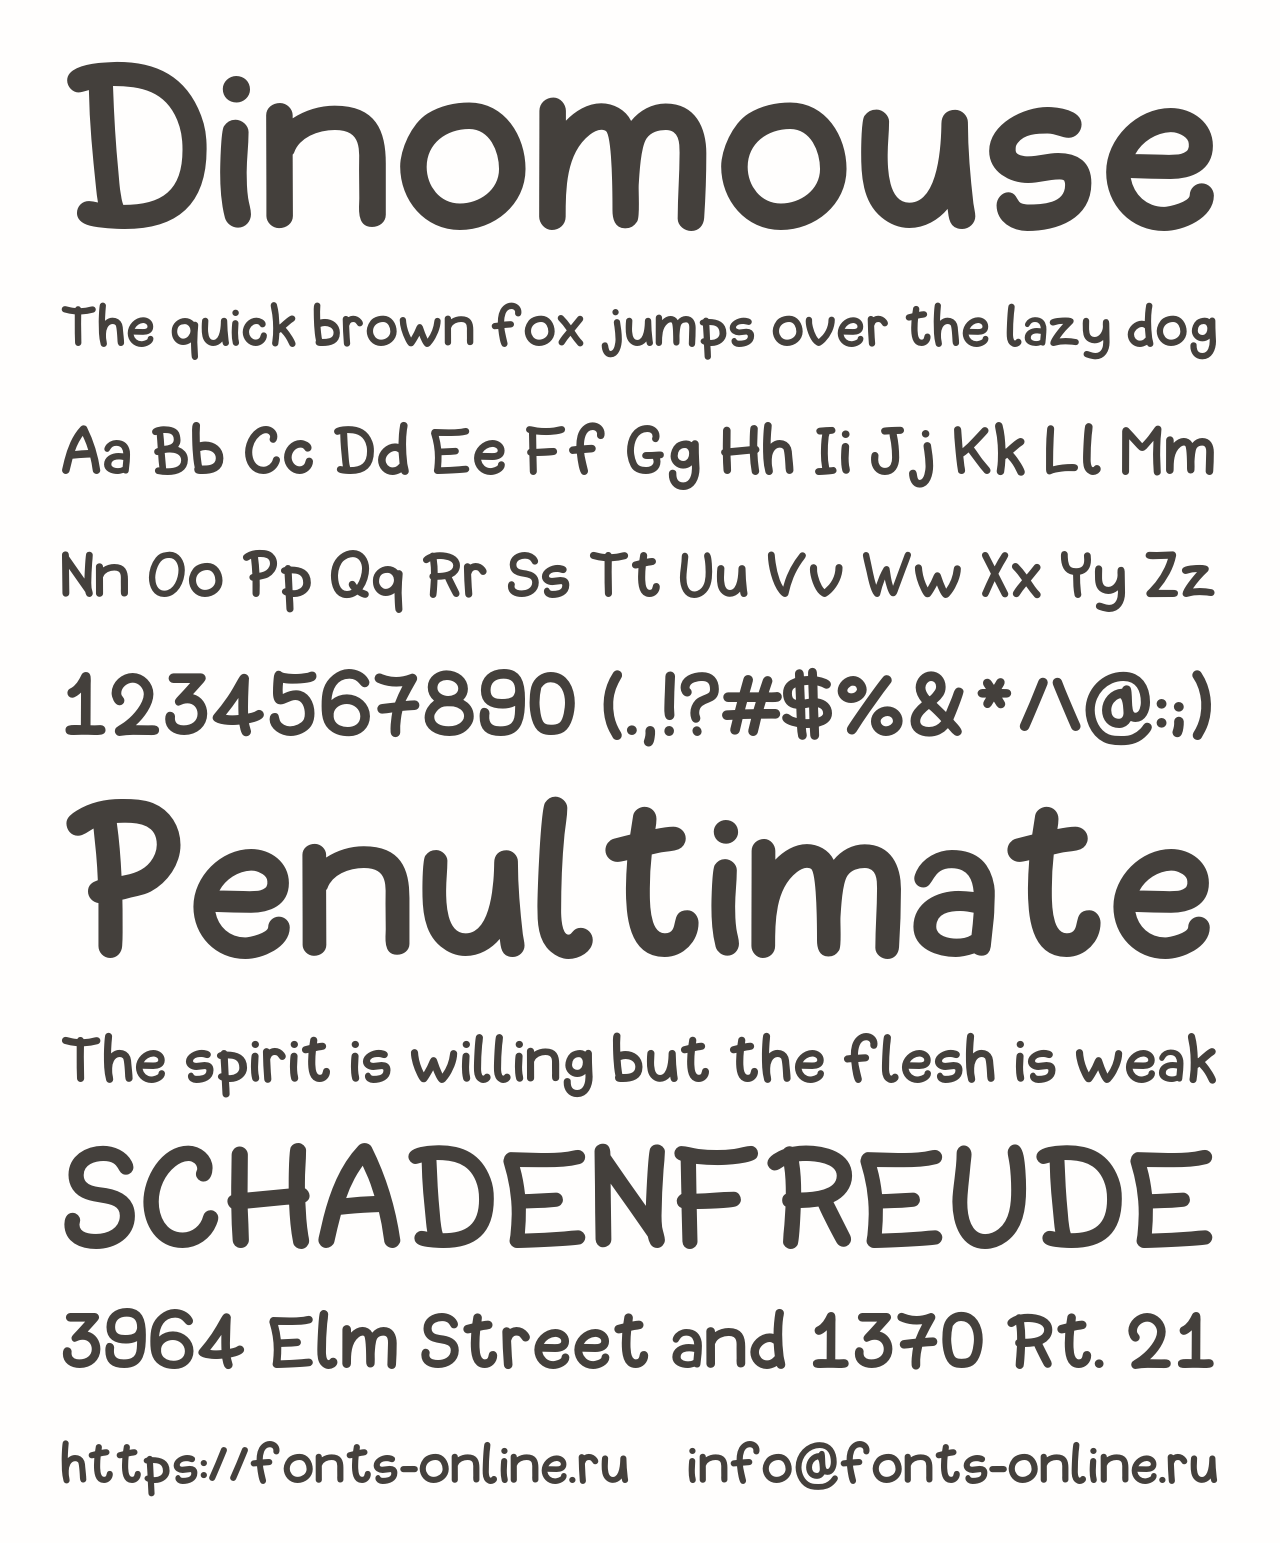 Dinomouse
The quick brown fox jumps over the lazy dog
Aa Bb Cc Dd Ee Ff Gg Hh Ii Jj Kk Ll Mm
Nn Oo Pp Qq Rr Ss Tt Uu Vv Ww Xx Yy Zz
1234567890 (.,!?#$%&*/\@:;)
Penultimate
The spirit is willing but the flesh is weak
SCHADENFREUDE
3964 Elm Street and 1370 Rt. 21
https://fonts-online.ru info@fonts-online.ru